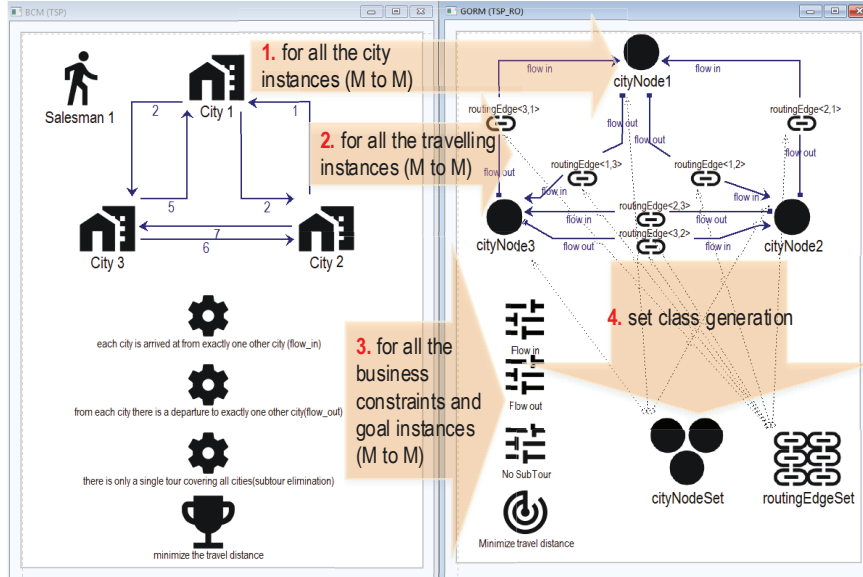 BCM (TSP)
GORM (TSP_RO)
1. for all the city
instances (M to M)
Salesman 1
City 1
2
1
5
2
City 3
7
6
City 2
2. for all the travelling
instances (M to M)
cityNode1
flow in
flow in
routingEdge<3,1>
routingEdge<2,1>
flow out
flow out
flow out
flow out
routingEdge<1,3>
routingEdge<1,2>
flow in
flow in
routingEdge<2,3>
flow in
flow out
routingEdge<3,2>
flow out
flow in
cityNode3
cityNode2
each city is arrived at from exactly one other city (flow_in)
from each city there is a departure to exactly one other city(flow_out)
there is only a single tour covering all cities(subtour elimination)
minimize the travel distance
3. for all the
business
constraints and
goal instances
(M to M)
4. set class generation
Flow in
Flow out
No SubTour
Minimize travel distance
cityNodeSet
routingEdgeSet